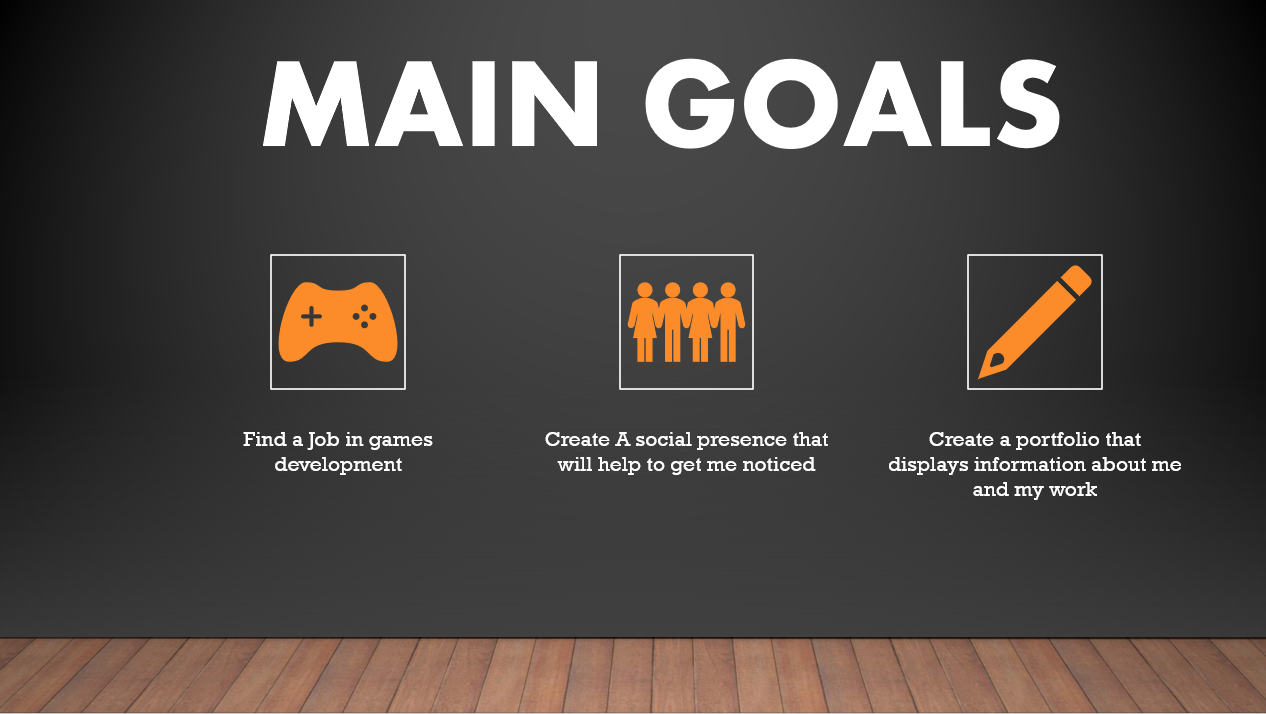 MAIN GOALS
Find a Job in games
development
Create A social presence that
will help to get me noticed
Create a portfolio that
displays information about me
and my work